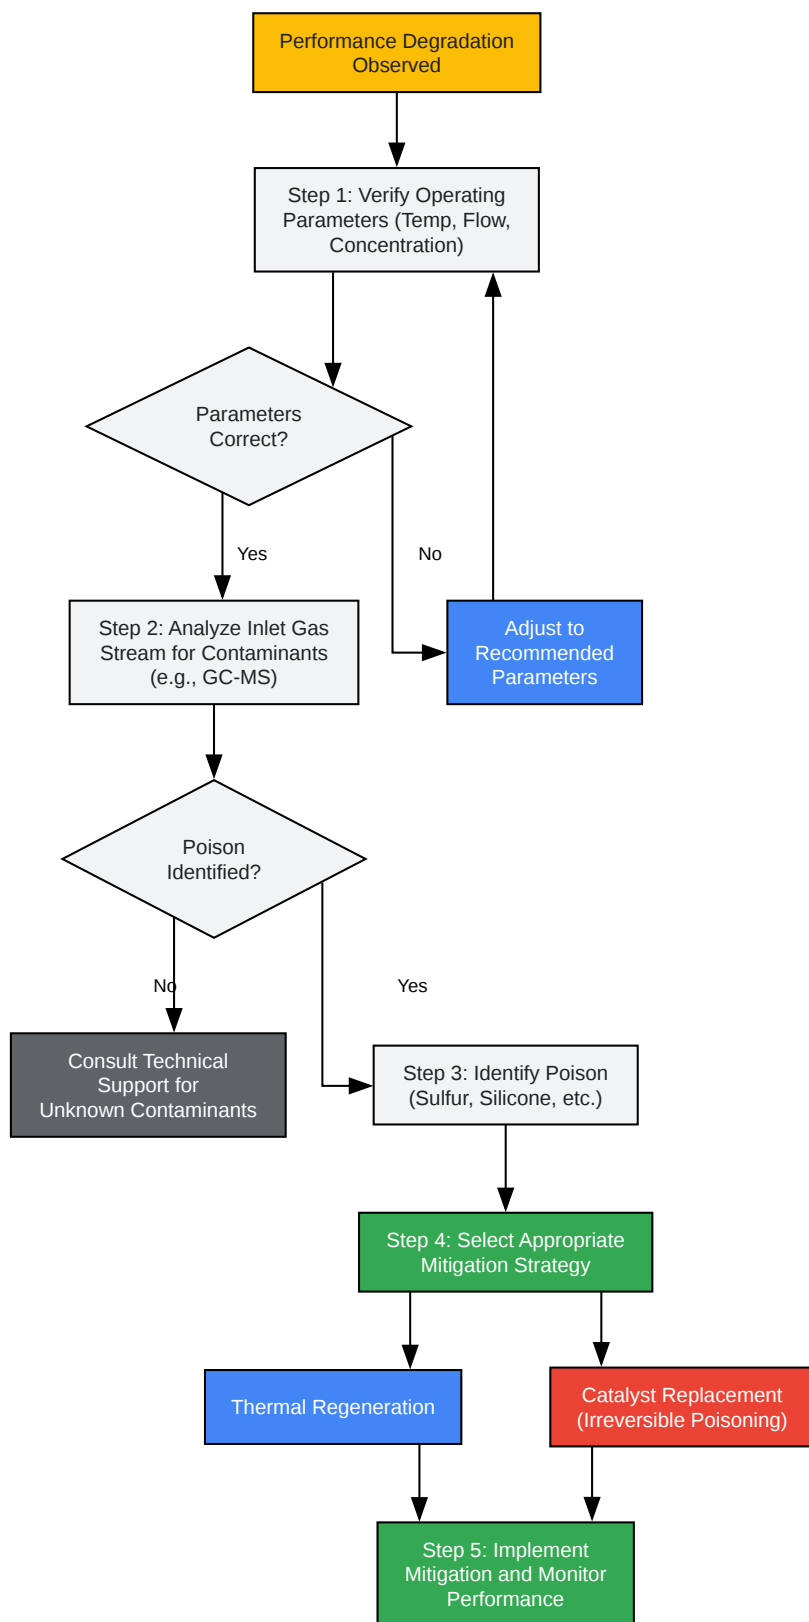 Performance Degradation
Observed
Step 1: Verify Operating
Parameters (Temp, Flow,
Concentration)
Parameters
Correct?
Yes
No
Step 2: Analyze Inlet Gas
Stream for Contaminants
(e.g., GC-MS)
Adjust to
Recommended
Parameters
Poison
Identified?
No
Yes
Consult Technical
Support for
Unknown Contaminants
Step 3: Identify Poison
(Sulfur, Silicone, etc.)
Step 4: Select Appropriate
Mitigation Strategy
Thermal Regeneration
Catalyst Replacement
(Irreversible Poisoning)
Step 5: Implement
Mitigation and Monitor
Performance